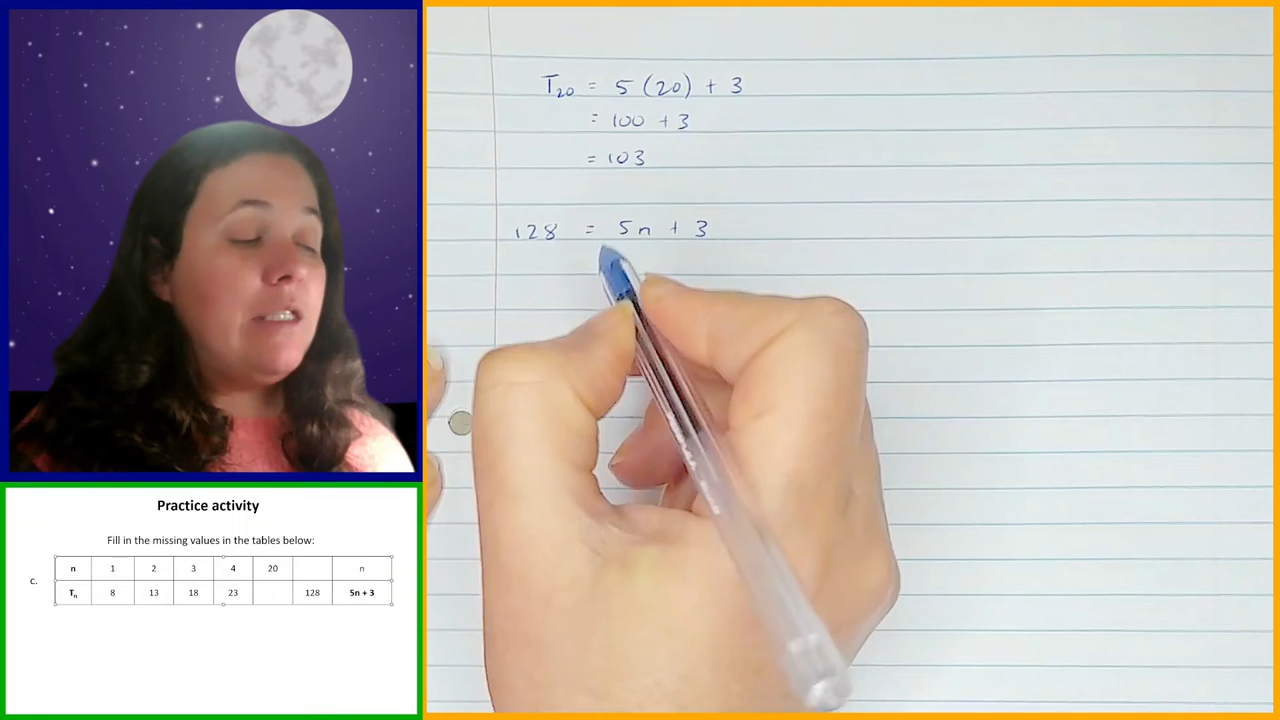 T20 = 5 (20) + 3
= 100 + 3
= 103
128 = 5n + 3
Practice activity
Fill in the missing values in the tables below:
c.
n 1 2 3 4 20 n
Tn 8 13 18 23 128 5n + 3